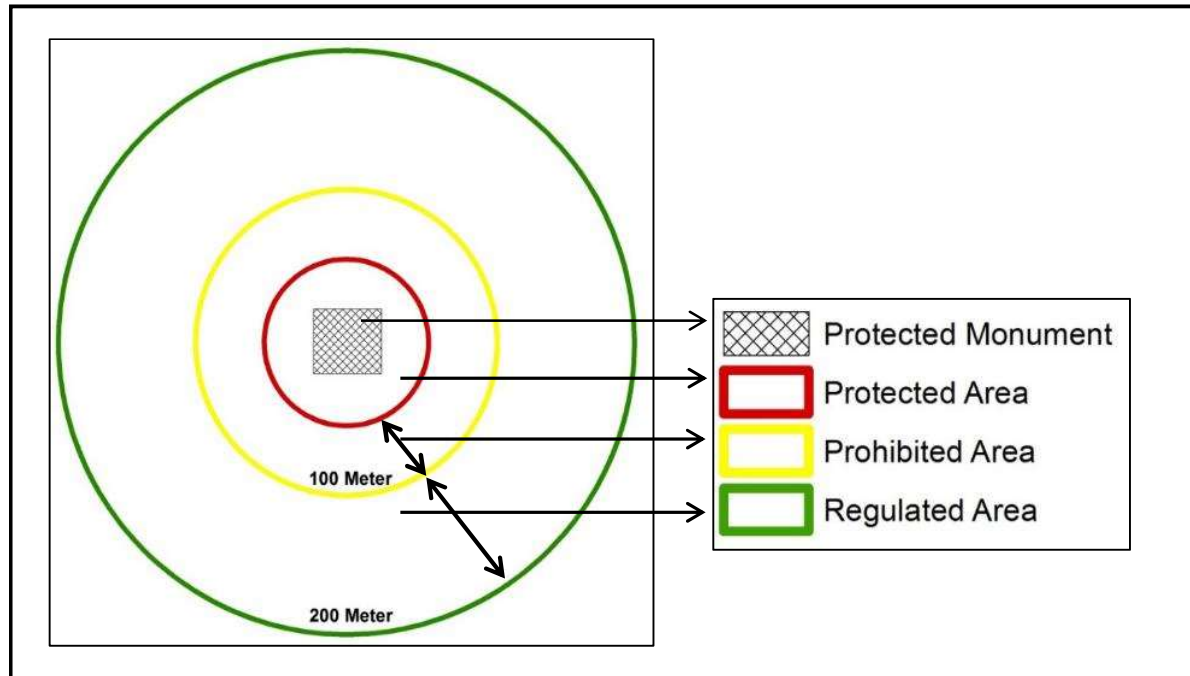 100 Meter
200 Meter
Protected Monument
Protected Area
Prohibited Area
Regulated Area